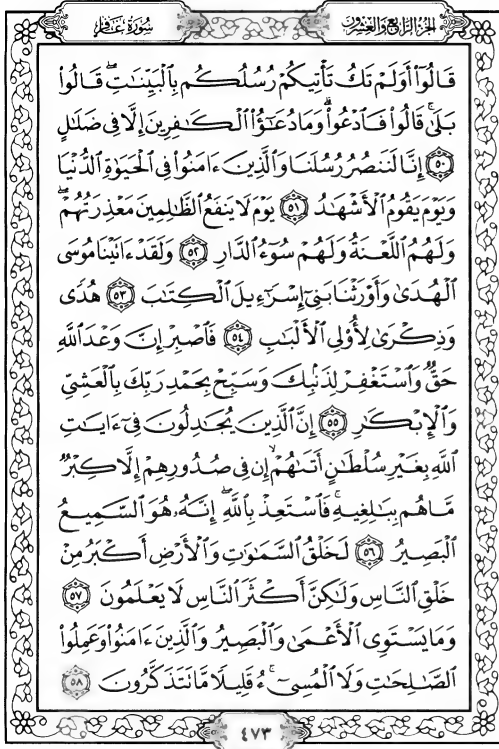 الجزء الرابع والعشرون سورة غافر
قَالُوٓا۟ أَوَلَمْ تَكُ تَأْتِيكُمْ رُسُلُكُم بِٱلْبَيِّنَٰتِ ۖ قَالُوا۟
بَلَىٰ ۚ قَالُوا۟ فَٱدْعُوا۟ ۗ وَمَا دُعَٰٓؤُا۟ ٱلْكَٰفِرِينَ إِلَّا فِى ضَلَٰلٍ
٥٠ إِنَّا لَنَنصُرُ رُسُلَنَا وَٱلَّذِينَ ءَامَنُوا۟ فِى ٱلْحَيَوٰةِ ٱلدُّنْيَا
وَيَوْمَ يَقُومُ ٱلْأَشْهَٰدُ ٥١ يَوْمَ لَا يَنفَعُ ٱلظَّٰلِمِينَ مَعْذِرَتُهُمْ ۖ
وَلَهُمُ ٱللَّعْنَةُ وَلَهُمْ سُوٓءُ ٱلدَّارِ ٥٢ وَلَقَدْ ءَاتَيْنَا مُوسَى
ٱلْهُدَىٰ وَأَوْرَثْنَا بَنِىٓ إِسْرَٰٓءِيلَ ٱلْكِتَٰبَ ٥٣ هُدًى
وَذِكْرَىٰ لِأُو۟لِى ٱلْأَلْبَٰبِ ٥٤ فَٱصْبِرْ إِنَّ وَعْدَ ٱللَّهِ
حَقٌّ وَٱسْتَغْفِرْ لِذَنۢبِكَ وَسَبِّحْ بِحَمْدِ رَبِّكَ بِٱلْعَشِىِّ
وَٱلْإِبْكَٰرِ ٥٥ إِنَّ ٱلَّذِينَ يُجَٰدِلُونَ فِىٓ ءَايَٰتِ
ٱللَّهِ بِغَيْرِ سُلْطَٰنٍ أَتَىٰهُمْ ۙ إِن فِى صُدُورِهِمْ إِلَّا كِبْرٌ
مَّا هُم بِبَٰلِغِيهِ ۚ فَٱسْتَعِذْ بِٱللَّهِ ۖ إِنَّهُۥ هُوَ ٱلسَّمِيعُ
ٱلْبَصِيرُ ٥٦ لَخَلْقُ ٱلسَّمَٰوَٰتِ وَٱلْأَرْضِ أَكْبَرُ مِنْ
خَلْقِ ٱلنَّاسِ وَلَٰكِنَّ أَكْثَرَ ٱلنَّاسِ لَا يَعْلَمُونَ ٥٧
وَمَا يَسْتَوِى ٱلْأَعْمَىٰ وَٱلْبَصِيرُ وَٱلَّذِينَ ءَامَنُوا۟ وَعَمِلُوا۟
ٱلصَّٰلِحَٰتِ وَلَا ٱلْمُسِىٓءُ ۚ قَلِيلًا مَّا تَتَذَكَّرُونَ ٥٨
٤٧٣